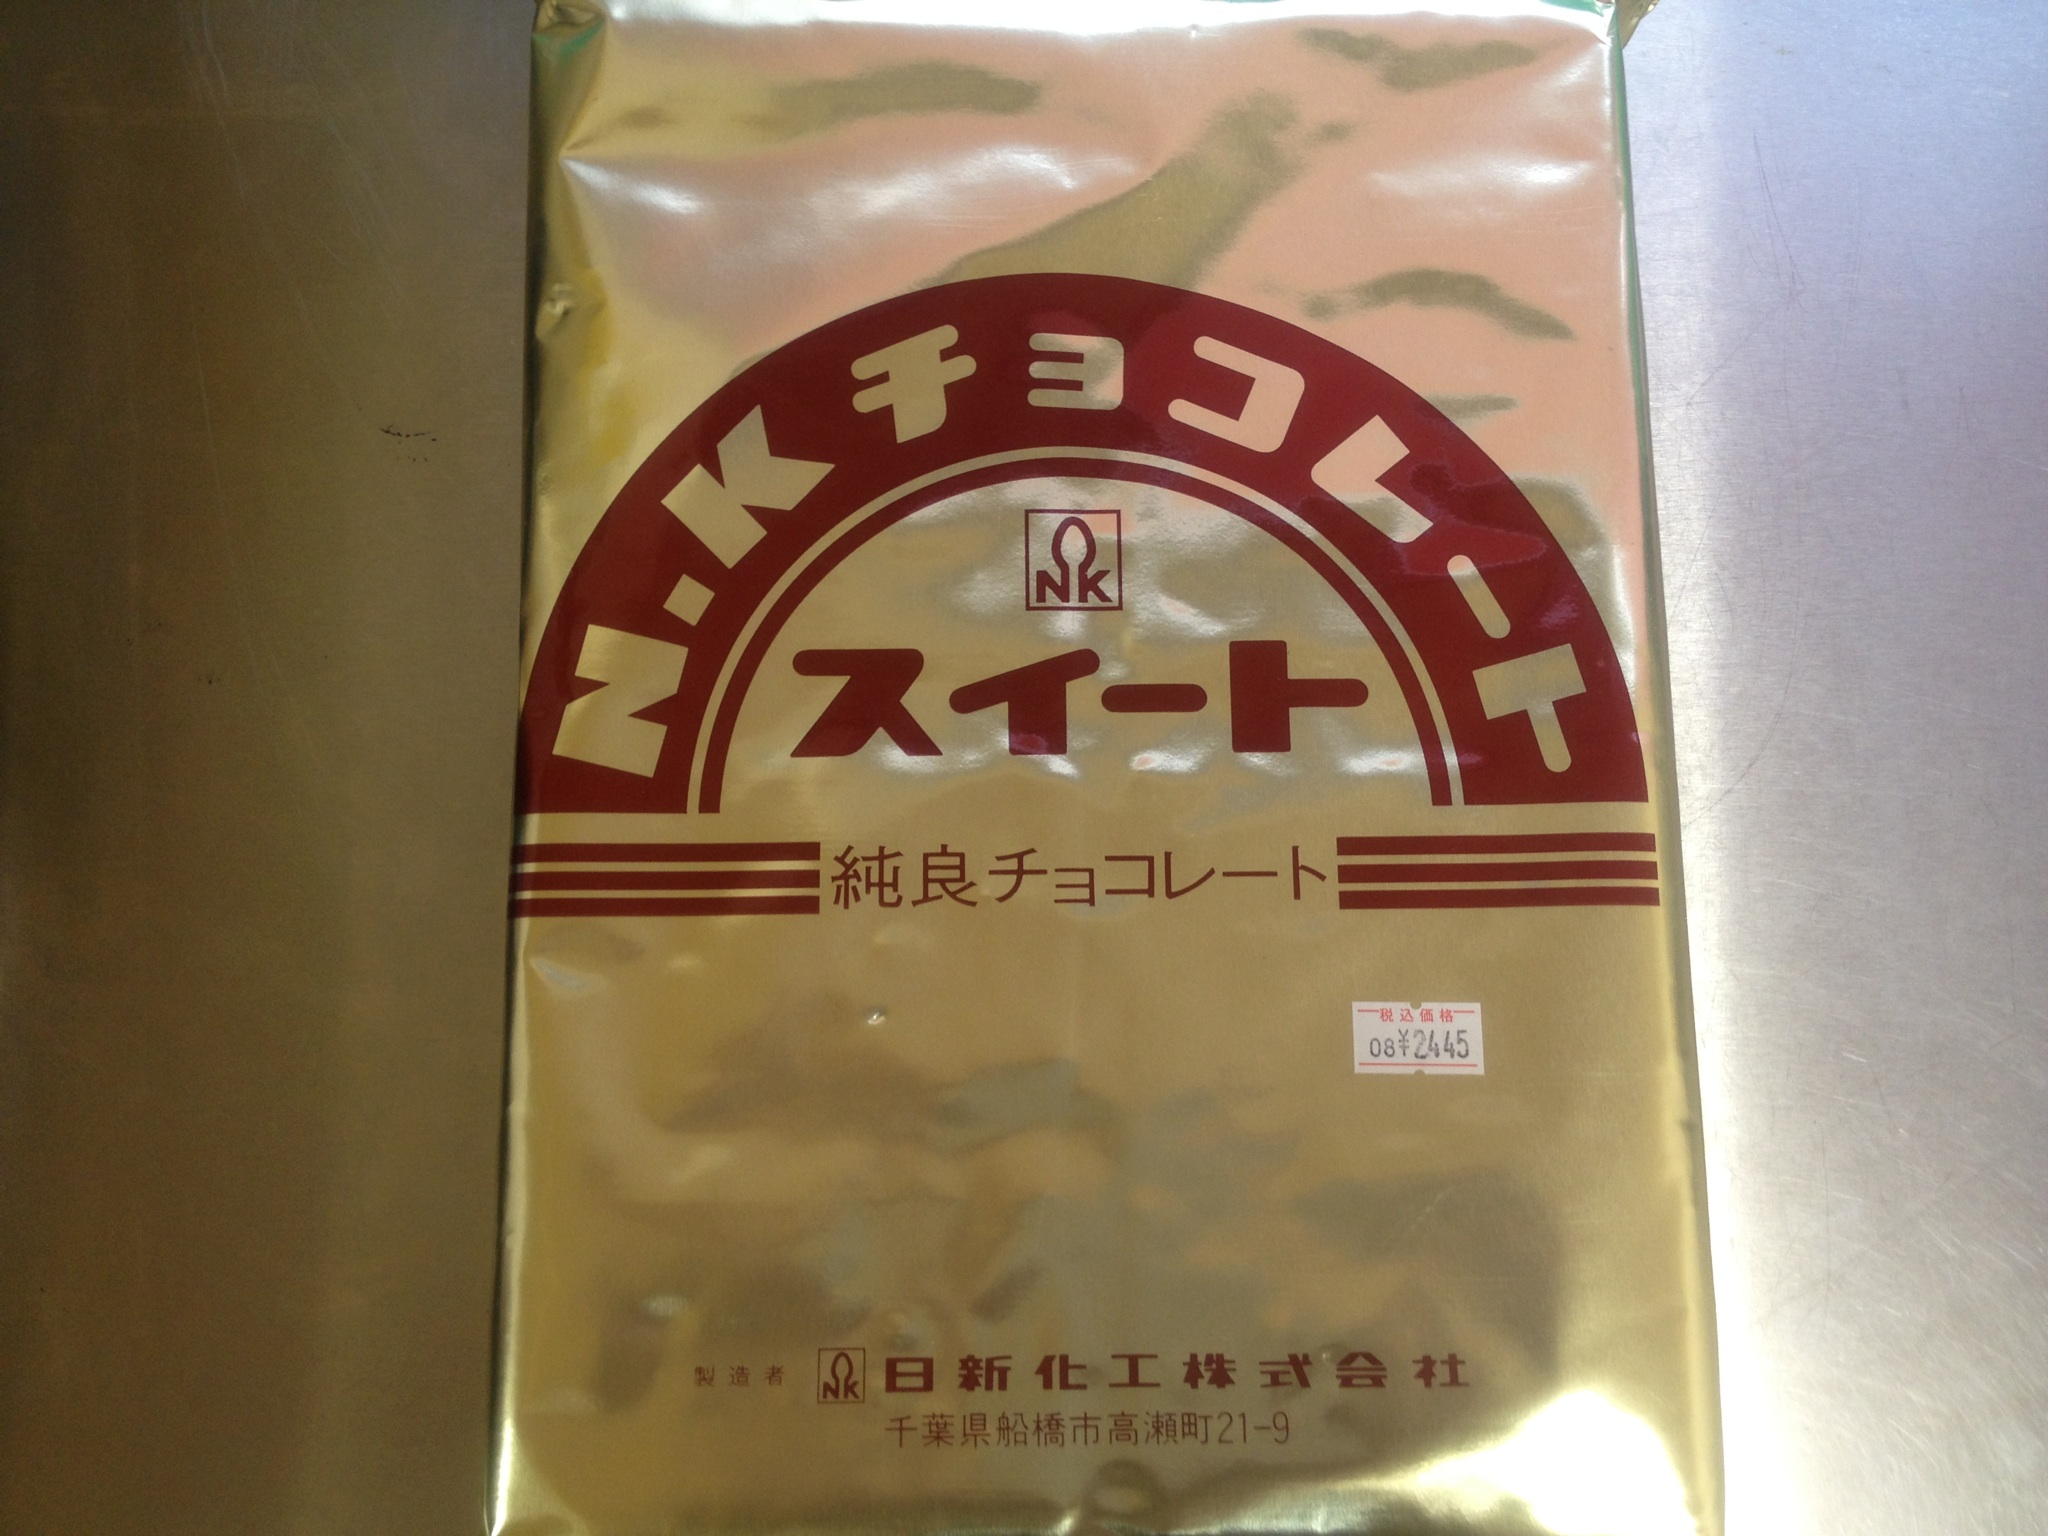 N.Kチョコレート
NK
スイート
純良チョコレート
税込価格
08¥2445
製造者 NK 日新化工株式会社
千葉県船橋市高瀬町21-9